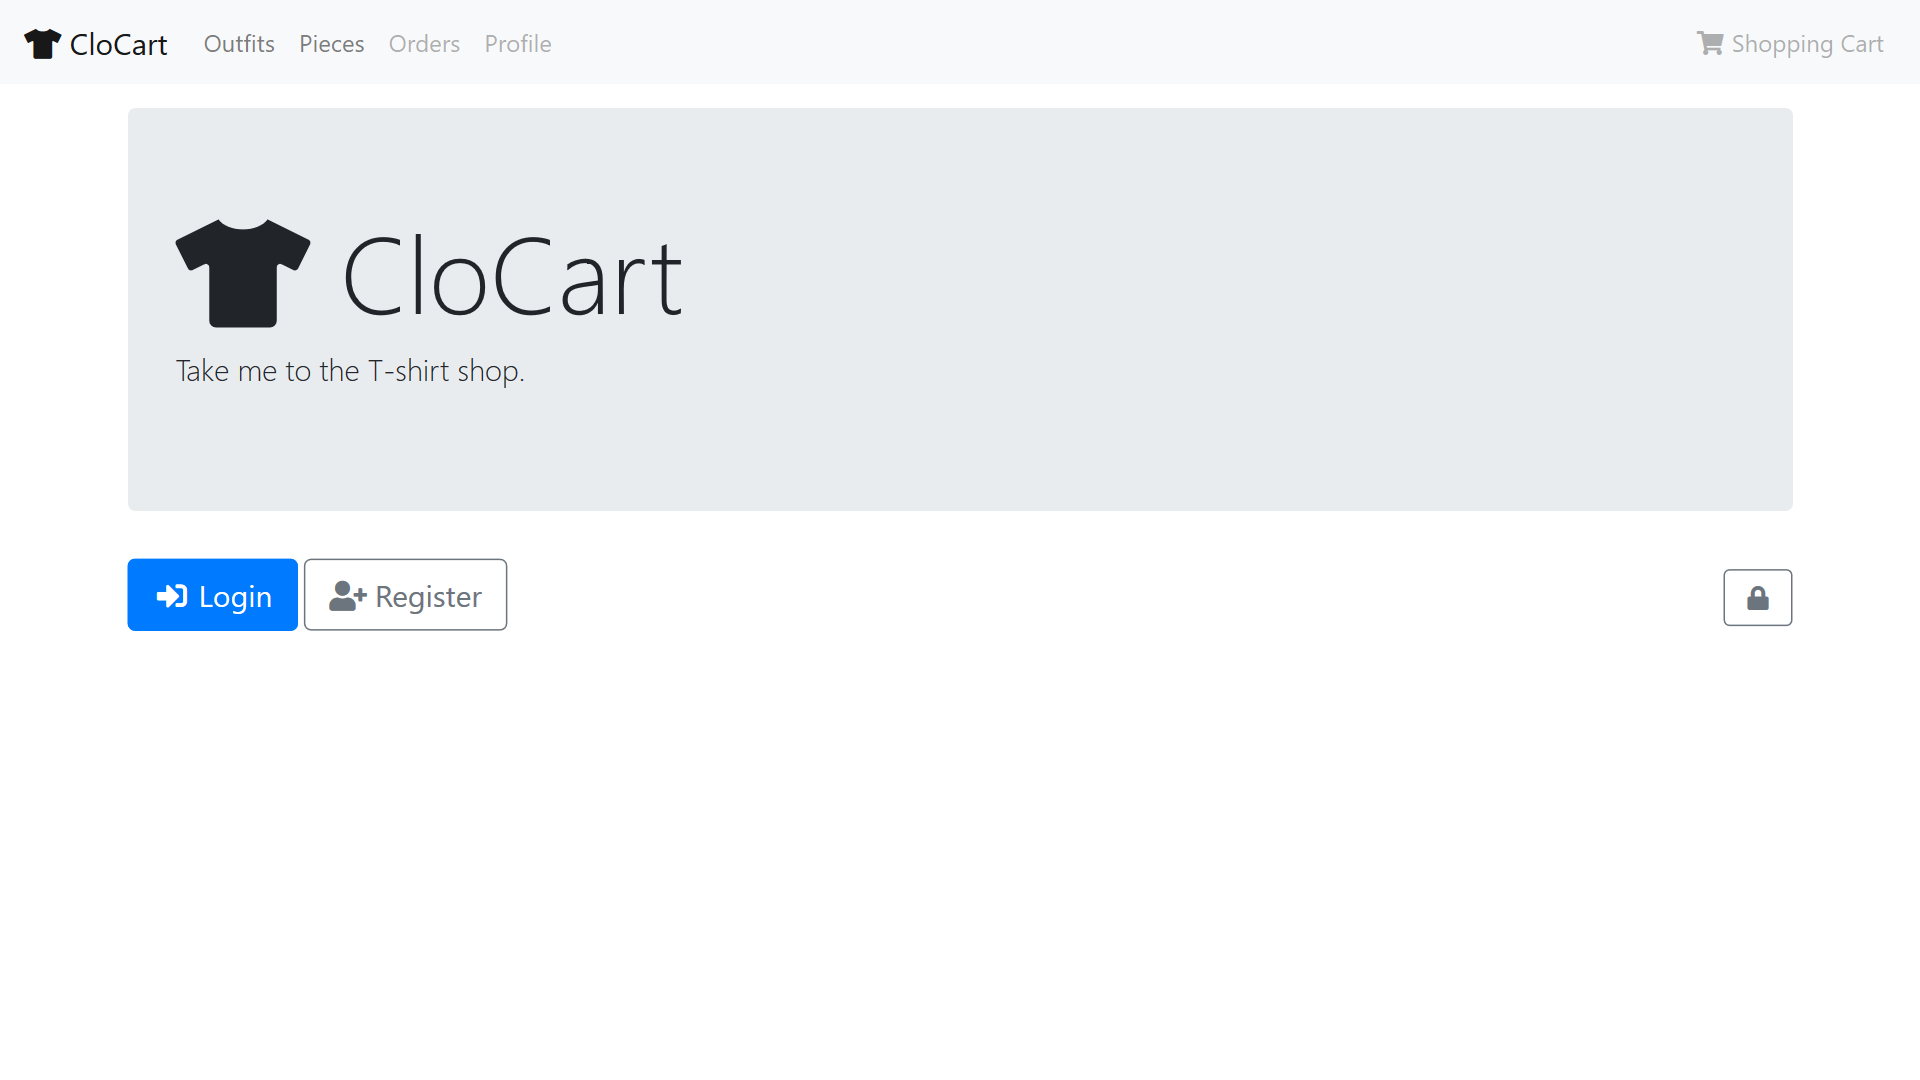 CloCart Outfits Pieces Orders Profile Shopping Cart
CloCart
Take me to the T-shirt shop.
Login Register